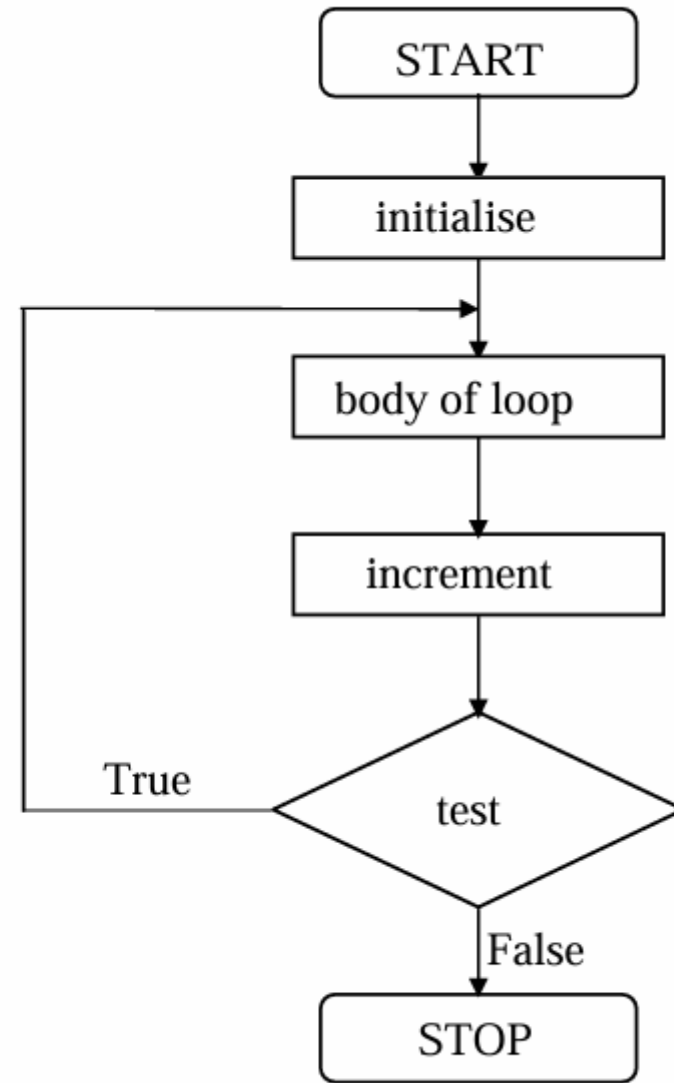 START
initialise
body of loop
increment
True
test
False
STOP